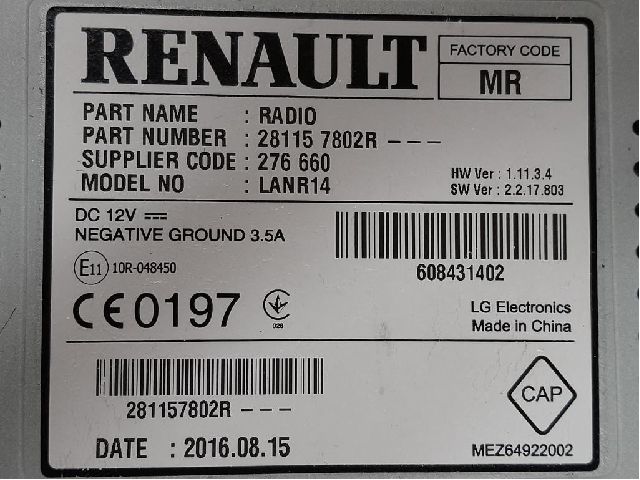 RENAULT
FACTORY CODE
MR
PART NAME : RADIO
PART NUMBER : 28115 7802R - - -
SUPPLIER CODE : 276 660
MODEL NO : LANR14
HW Ver : 1.11.3.4
SW Ver : 2.2.17.803
DC 12V ⎓
NEGATIVE GROUND 3.5A
E11 10R-048450
608431402
CE0197
026
LG Electronics
Made in China
281157802R - - -
CAP
DATE : 2016.08.15
MEZ64922002